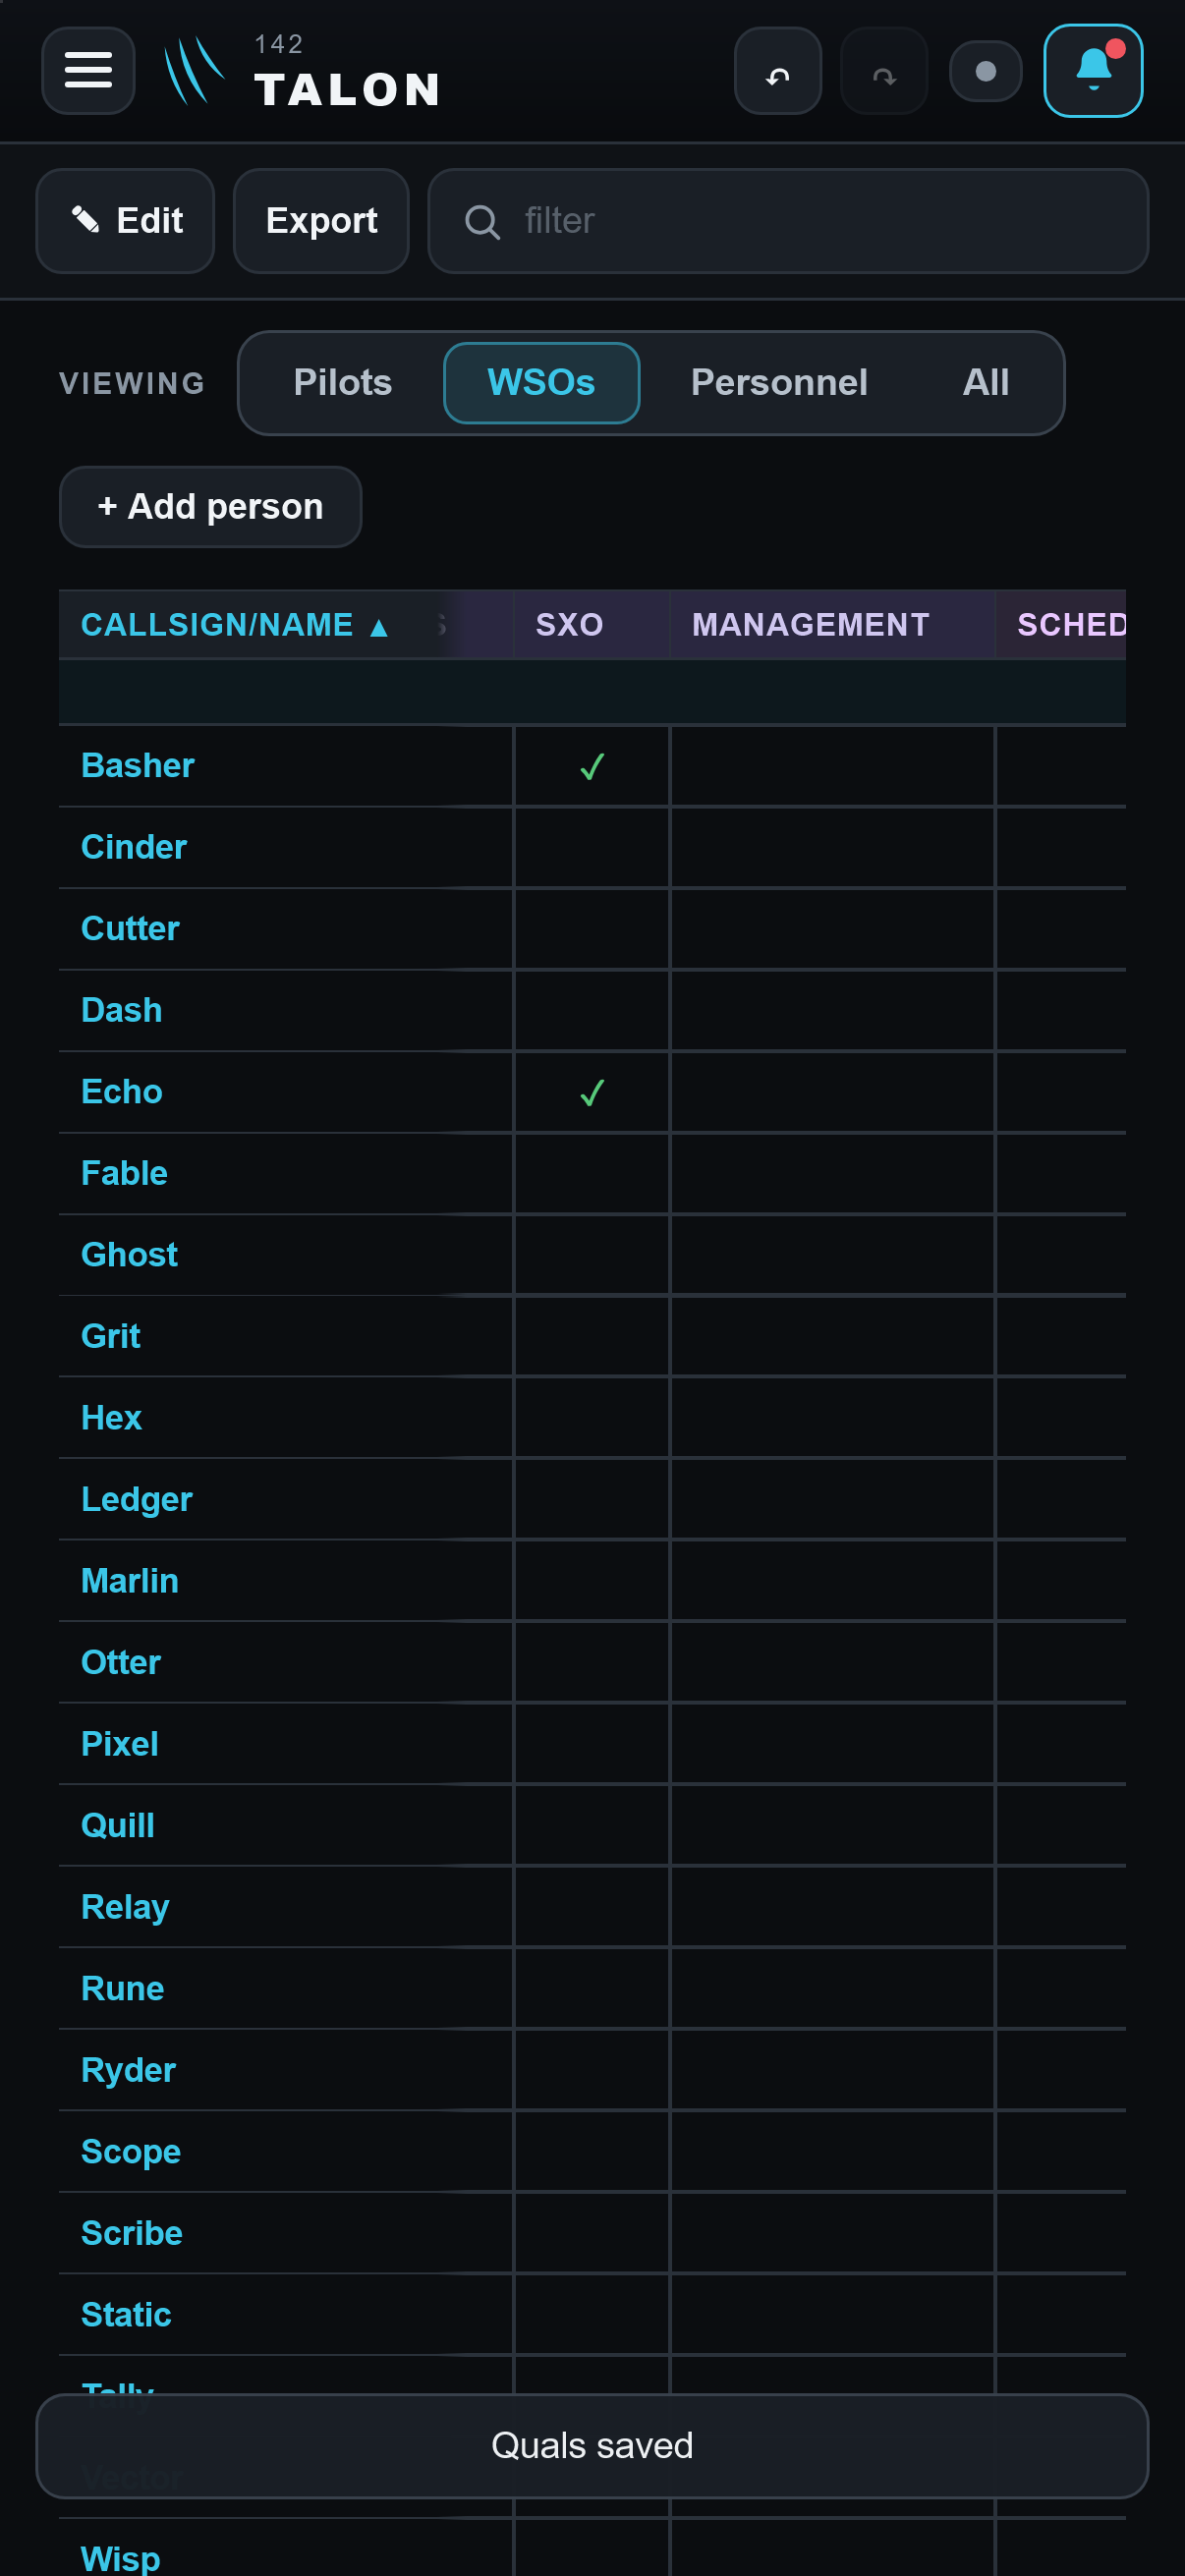 142
TALON
Edit
Export
filter
VIEWING
Pilots
WSOs
Personnel
All
+ Add person
CALLSIGN/NAME ▲ SXO MANAGEMENT SCHED
Basher ✓
Cinder
Cutter
Dash
Echo ✓
Fable
Ghost
Grit
Hex
Ledger
Marlin
Otter
Pixel
Quill
Relay
Rune
Ryder
Scope
Scribe
Static
Tally
Quals saved
Vector
Wisp